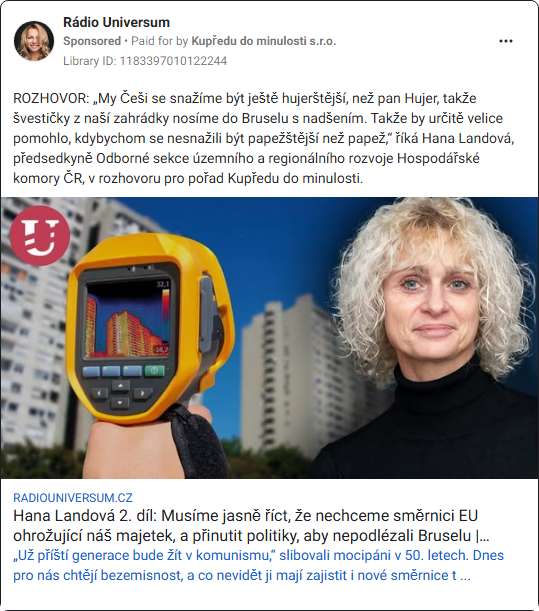 Rádio Universum
Sponsored • Paid for by Kupředu do minulosti s.r.o.
Library ID: 1183397010122244
ROZHOVOR: „My Češi se snažíme být ještě hujerštější, než pan Hujer, takže
švestičky z naší zahrádky nosíme do Bruselu s nadšením. Takže by určitě velice
pomohlo, kdybychom se nesnažili být papežštější než papež,“ říká Hana Landová,
předsedkyně Odborné sekce územního a regionálního rozvoje Hospodářské
komory ČR, v rozhovoru pro pořad Kupředu do minulosti.
U
32,1
-16,2
RADIOUNIVERSUM.CZ
Hana Landová 2. díl: Musíme jasně říct, že nechceme směrnici EU
ohrožující náš majetek, a přinutit politiky, aby nepodlézali Bruselu |...
„Už příští generace bude žít v komunismu,“ slibovali mocipáni v 50. letech. Dnes
pro nás chtějí bezemisnost, a co nevidět ji mají zajistit i nové směrnice t ...